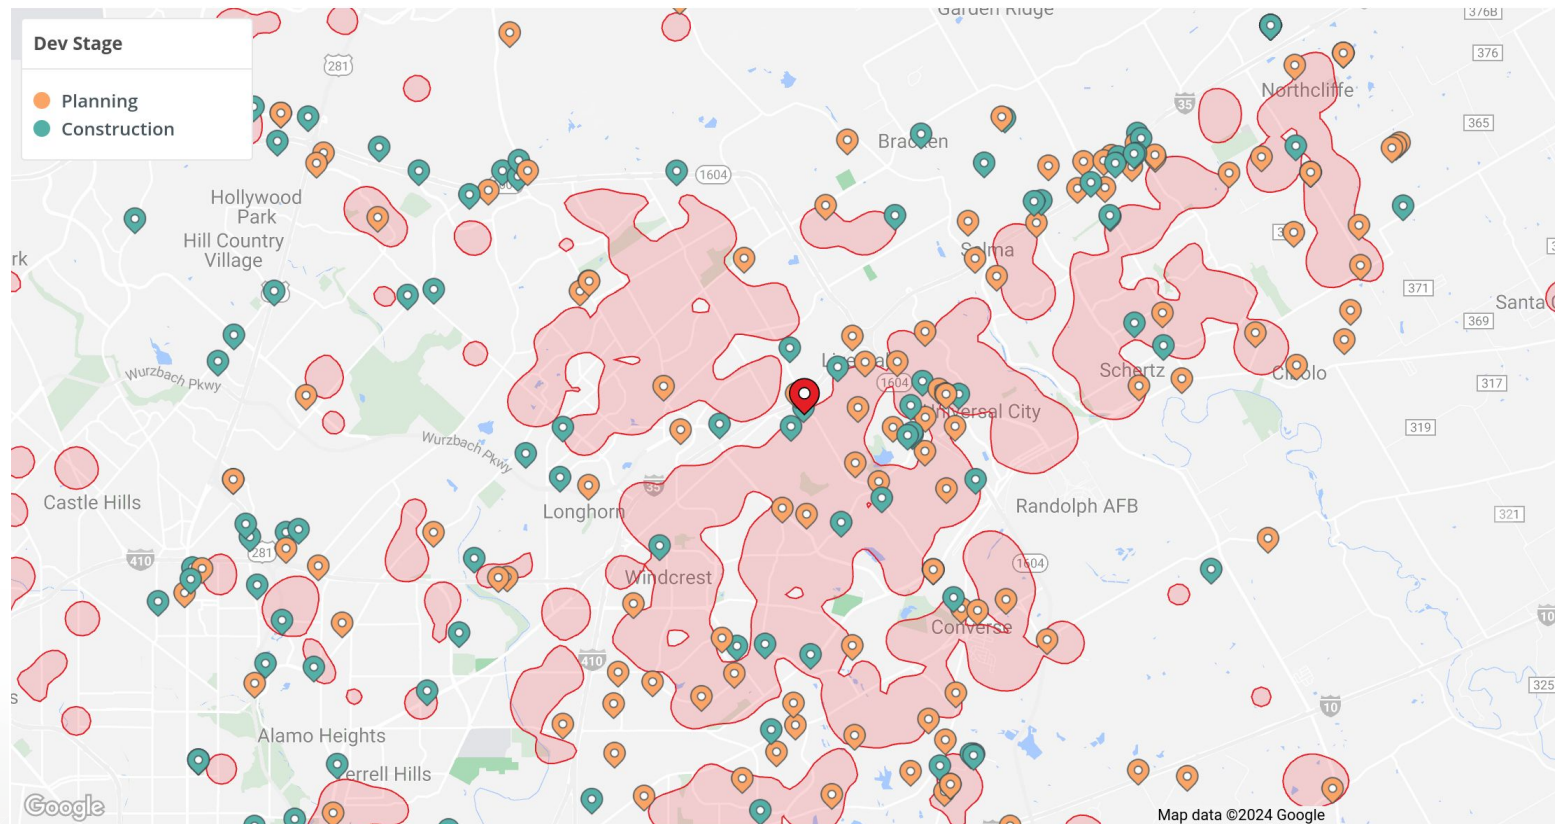 Dev Stage
Planning
Construction
Garden Ridge
376B
281
376
Northcliffe
35
365
Bracken
1604
Hollywood
Park
Hill Country
Village
rk
Selma
371
Santa
369
Wurzbach Pkwy
Schertz
Cibolo
1604
317
Universal City
319
Wurzbach Pkwy
35
Castle Hills
Longhorn
Randolph AFB
321
410
281
1604
Windcrest
10
Converse
410
325
s
10
Alamo Heights
Terrell Hills
Google
Map data ©2024 Google